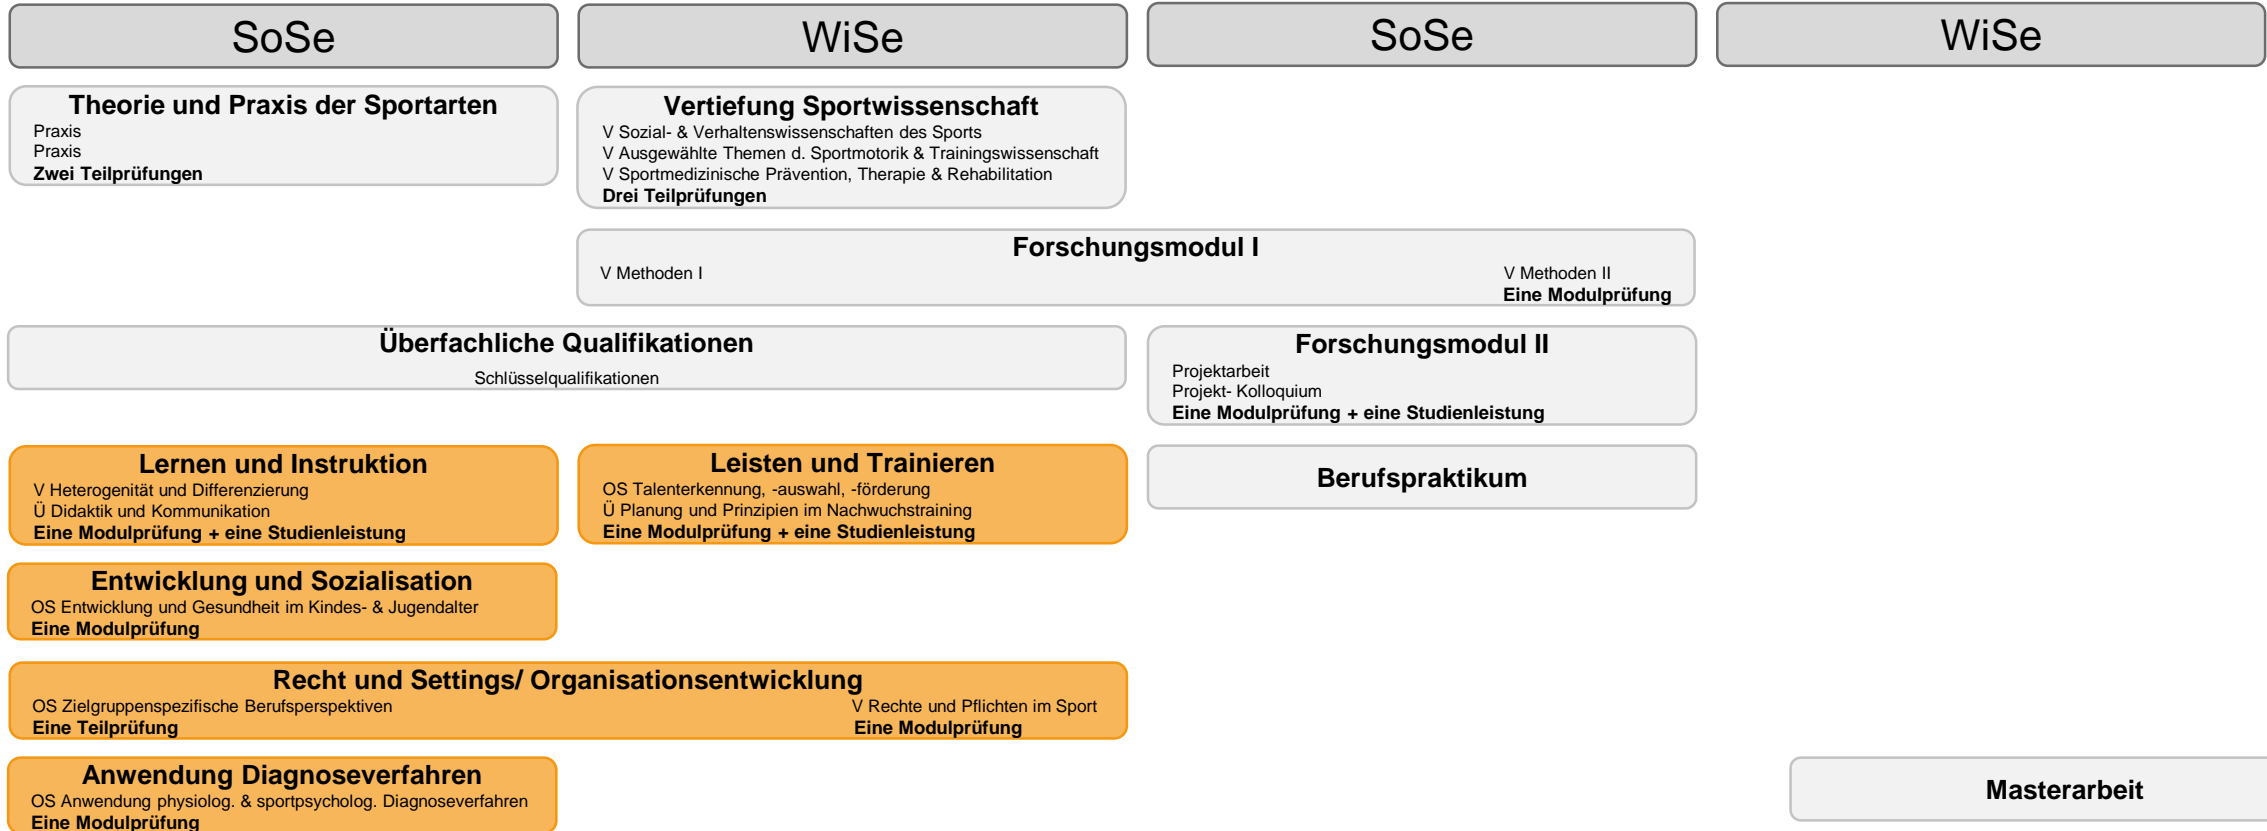 SoSe
WiSe
SoSe
WiSe
Theorie und Praxis der Sportarten
Praxis
Praxis
Zwei Teilprüfungen
Vertiefung Sportwissenschaft
V Sozial- & Verhaltenswissenschaften des Sports
V Ausgewählte Themen d. Sportmotorik & Trainingswissenschaft
V Sportmedizinische Prävention, Therapie & Rehabilitation
Drei Teilprüfungen
Forschungsmodul I
V Methoden I
V Methoden II
Eine Modulprüfung
Überfachliche Qualifikationen
Schlüsselqualifikationen
Forschungsmodul II
Projektarbeit
Projekt- Kolloquium
Eine Modulprüfung + eine Studienleistung
Lernen und Instruktion
V Heterogenität und Differenzierung
Ü Didaktik und Kommunikation
Eine Modulprüfung + eine Studienleistung
Leisten und Trainieren
OS Talenterkennung, -auswahl, -förderung
Ü Planung und Prinzipien im Nachwuchstraining
Eine Modulprüfung + eine Studienleistung
Berufspraktikum
Entwicklung und Sozialisation
OS Entwicklung und Gesundheit im Kindes- & Jugendalter
Eine Modulprüfung
Recht und Settings/ Organisationsentwicklung
OS Zielgruppenspezifische Berufsperspektiven
Eine Teilprüfung
V Rechte und Pflichten im Sport
Eine Modulprüfung
Anwendung Diagnoseverfahren
OS Anwendung physiolog. & sportpsycholog. Diagnoseverfahren
Eine Modulprüfung
Masterarbeit